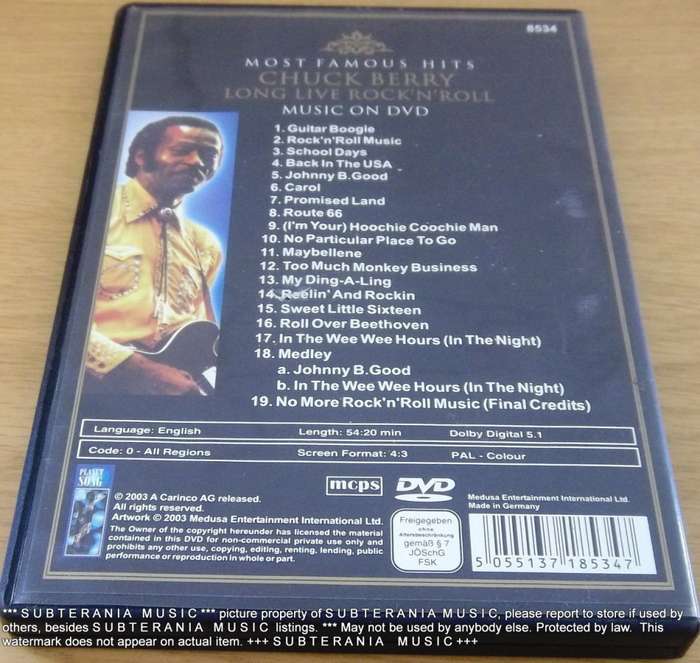 8534
MOST FAMOUS HITS
CHUCK BERRY
LONG LIVE ROCK'N'ROLL
MUSIC ON DVD
1. Guitar Boogie
2. Rock'n'Roll Music
3. School Days
4. Back In The USA
5. Johnny B.Good
6. Carol
7. Promised Land
8. Route 66
9. (I'm Your) Hoochie Coochie Man
10. No Particular Place To Go
11. Maybellene
12. Too Much Monkey Business
13. My Ding-A-Ling
14. Reelin' And Rockin
15. Sweet Little Sixteen
16. Roll Over Beethoven
17. In The Wee Wee Hours (In The Night)
18. Medley
a. Johnny B.Good
b. In The Wee Wee Hours (In The Night)
19. No More Rock'n'Roll Music (Final Credits)
Language: English Length: 54:20 min Dolby Digital 5.1
Code: 0 - All Regions Screen Format: 4:3 PAL - Colour
PLANET
SONG
© 2003 A Carinco AG released.
All rights reserved.
Artwork © 2003 Medusa Entertainment International Ltd.
The Owner of the copyright hereunder has licensed the material
contained in this DVD for non-commercial private use only and
prohibits any other use, copying, editing, renting, lending, public
performance or reproduction in whole or part.
mcps
DVD
VIDEO
Freigegeben
ohne
Altersbeschränkung
gemäß § 7
JÖSchG
FSK
Medusa Entertainment International Ltd.
Made in Germany
5 055137 185347
*** SUBTERANIA MUSIC *** picture property of SUBTERANIA MUSIC, please report to store if used by
others, besides SUBTERANIA MUSIC listings. *** May not be used by anybody else. Protected by law. This
watermark does not appear on actual item. +++ SUBTERANIA MUSIC +++